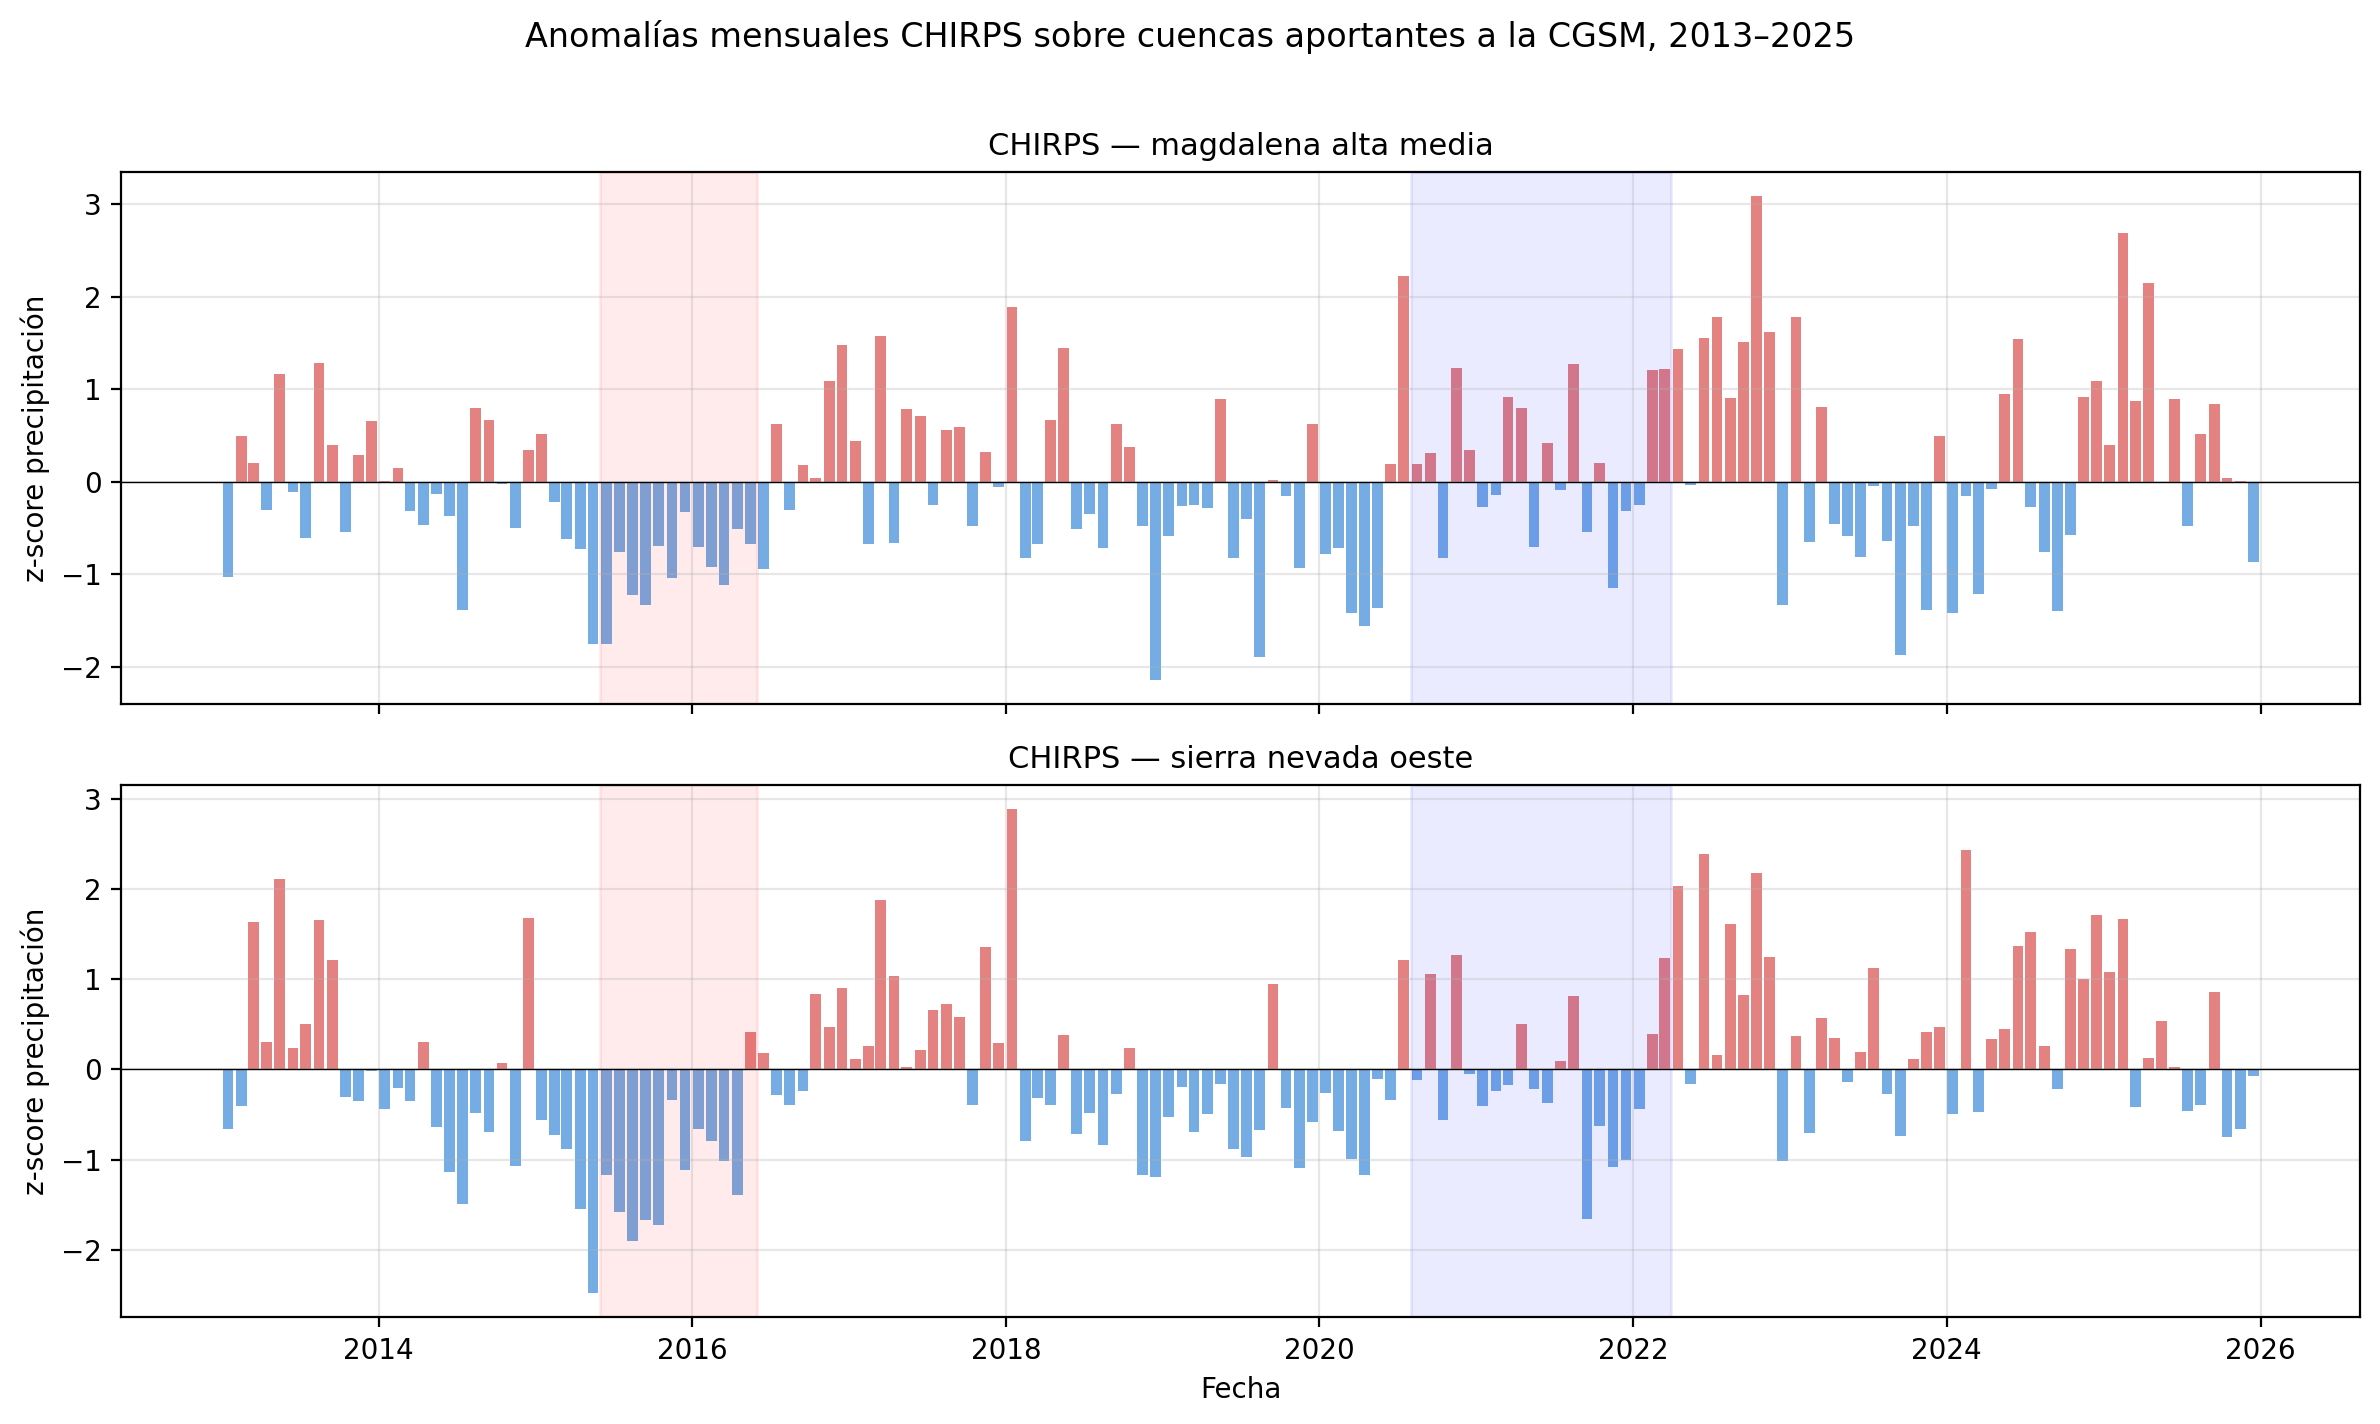 Anomalías mensuales CHIRPS sobre cuencas aportantes a la CGSM, 2013–2025
CHIRPS — magdalena alta media
z-score precipitación
3
2
1
0
−1
−2
CHIRPS — sierra nevada oeste
z-score precipitación
3
2
1
0
−1
−2
2014 2016 2018 2020 2022 2024 2026
Fecha